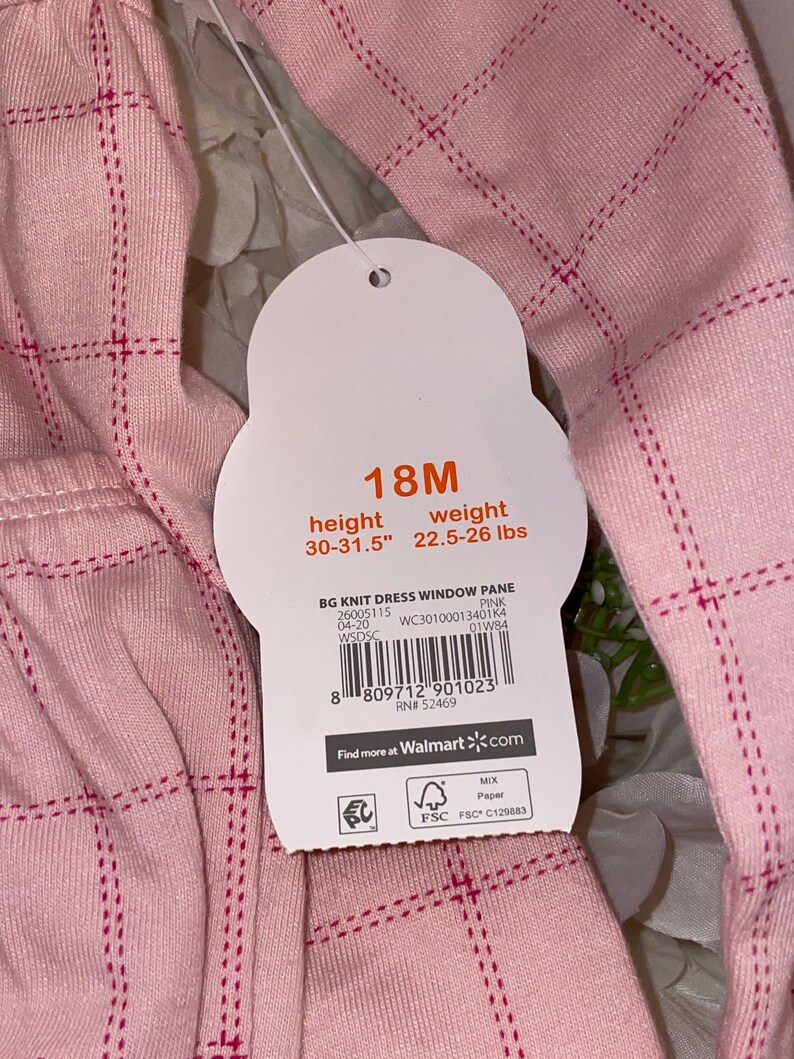 18M
height weight
30-31.5" 22.5-26 lbs
BG KNIT DRESS WINDOW PANE
26005115 PINK
04-20 WC30100013401K4
WSDSC 01W84
8 809712 901023
RN# 52469
Find more at Walmart.com
EPC™
MIX
Paper
FSC FSC® C129883